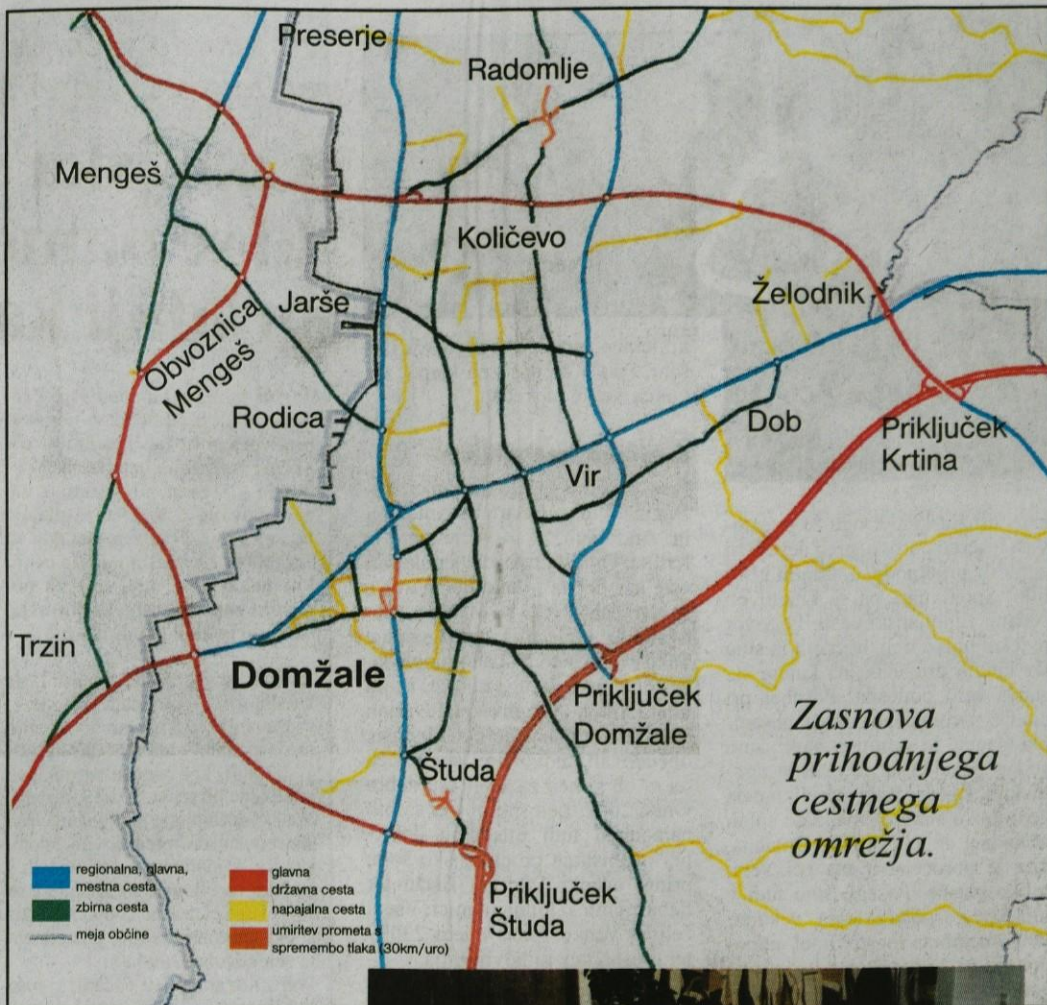 Preserje
Radomlje
Mengeš
Količevo
Želodnik
Jarše
Obvoznica
Mengeš
Rodica
Dob
Priključek
Krtina
Vir
Trzin
Domžale
Priključek
Domžale
Zasnova
prihodnjega
cestnega
omrežja.
Študa
Priključek
Študa
regionalna, glavna,
mestna cesta
zbirna cesta
meja občine
glavna
državna cesta
napajalna cesta
umiritev prometa s
spremembo tlaka (30km/uro)